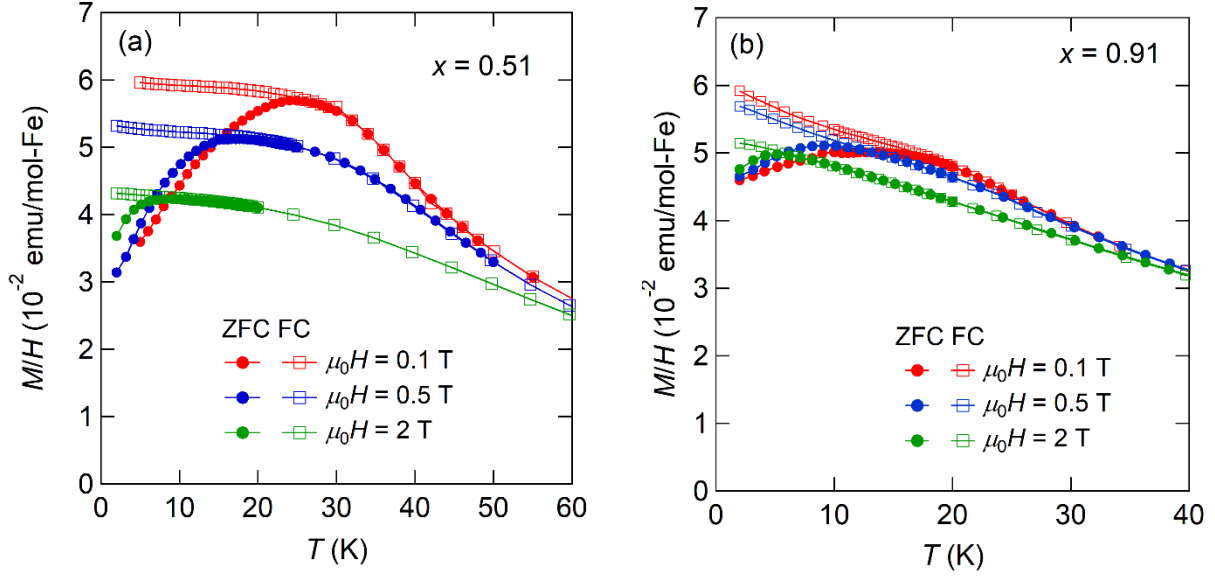 (a)
x = 0.51
7
6
5
4
3
2
1
0
M/H (10⁻² emu/mol-Fe)
ZFC FC
μ₀H = 0.1 T
μ₀H = 0.5 T
μ₀H = 2 T
0 10 20 30 40 50 60
T (K)
(b)
x = 0.91
7
6
5
4
3
2
1
0
M/H (10⁻² emu/mol-Fe)
ZFC FC
μ₀H = 0.1 T
μ₀H = 0.5 T
μ₀H = 2 T
0 10 20 30 40
T (K)